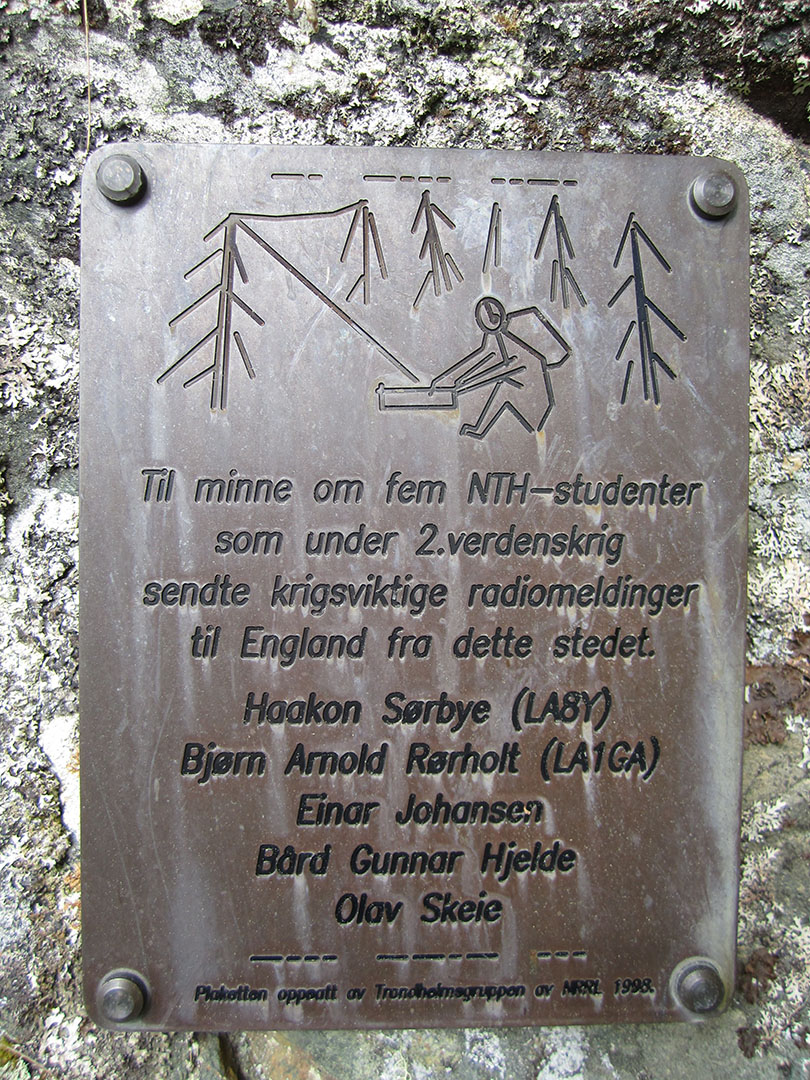 Til minne om fem NTH-studenter
som under 2.verdenskrig
sendte krigsviktige radiomeldinger
til England fra dette stedet.
Haakon Sørbye (LA8Y)
Bjørn Arnold Rørholt (LA1GA)
Einar Johansen
Bård Gunnar Hjelde
Olav Skeie
Plaketten oppsatt av Trondheimsgruppen av NRRL 1998.